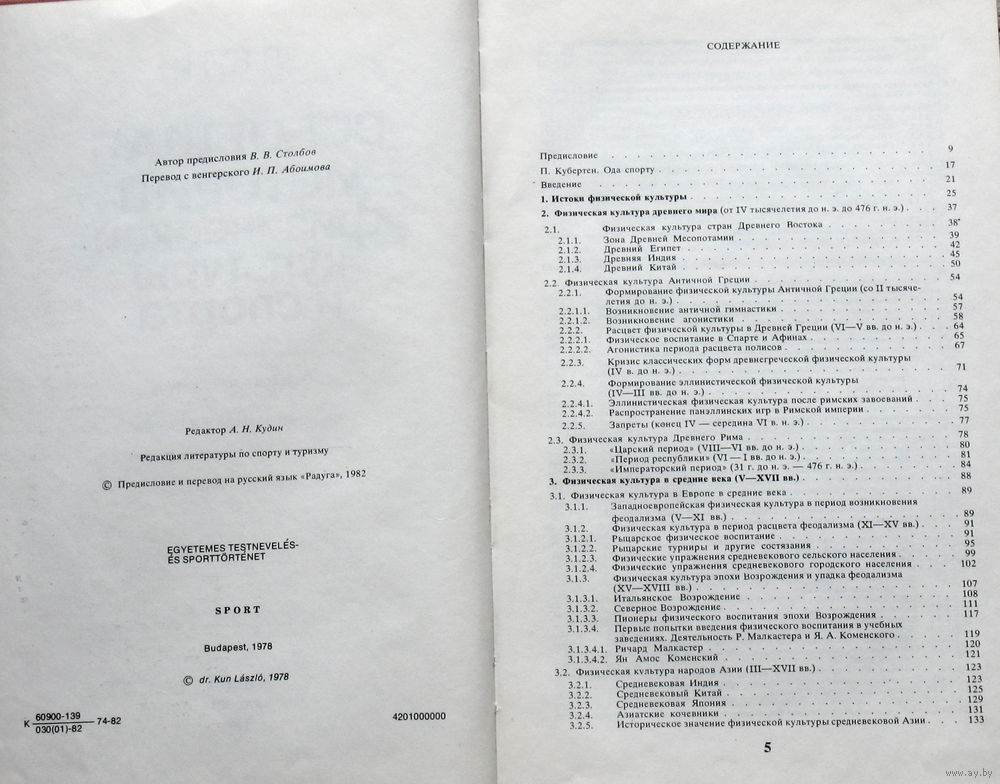 Автор предисловия В. В. Столбов
Перевод с венгерского И. П. Абоимова
Редактор А. Н. Кудин
Редакция литературы по спорту и туризму
© Предисловие и перевод на русский язык «Радуга», 1982
EGYETEMES TESTNEVELÉS-
ÉS SPORTTÖRTÉNET
SPORT
Budapest, 1978
© dr. Kun László, 1978
К 60900-139 74-82
030(01)-82
4201000000
СОДЕРЖАНИЕ
Предисловие . . . 9
П. Кубертен. Ода спорту . . . 17
Введение . . . 21
1. Истоки физической культуры . . . 25
2. Физическая культура древнего мира (от IV тысячелетия до н. э. до 476 г. н. э.) . . . 37
2.1. Физическая культура стран Древнего Востока . . . 38
2.1.1. Зона Древней Месопотамии . . . 39
2.1.2. Древний Египет . . . 42
2.1.3. Древняя Индия . . . 45
2.1.4. Древний Китай . . . 50
2.2. Физическая культура Античной Греции . . . 54
2.2.1. Формирование физической культуры Античной Греции (со II тысяче-
летия до н. э.) . . . 54
2.2.1.1. Возникновение античной гимнастики . . . 57
2.2.1.2. Возникновение агонистики . . . 58
2.2.2. Расцвет физической культуры в Древней Греции (VI—V вв. до н. э.) . . . 64
2.2.2.1. Физическое воспитание в Спарте и Афинах . . . 65
2.2.2.2. Агонистика периода расцвета полисов . . . 67
2.2.3. Кризис классических форм древнегреческой физической культуры
(IV в. до н. э.) . . . 71
2.2.4. Формирование эллинистической физической культуры
(IV—III вв. до н. э.) . . . 74
2.2.4.1. Эллинистическая физическая культура после римских завоеваний . . . 75
2.2.4.2. Распространение панэллинских игр в Римской империи . . . 75
2.2.5. Запреты (конец IV — середина VI в. н. э.) . . . 77
2.3. Физическая культура Древнего Рима . . . 78
2.3.1. «Царский период» (VIII—VI вв. до н. э.) . . . 80
2.3.2. «Период республики» (VI — I вв. до н. э.) . . . 81
2.3.3. «Императорский период» (31 г. до н. э. — 476 г. н. э.) . . . 84
3. Физическая культура в средние века (V—XVII вв.) . . . 88
3.1. Физическая культура в Европе в средние века . . . 89
3.1.1. Западноевропейская физическая культура в период возникновения
феодализма (V—XI вв.) . . . 89
3.1.2. Физическая культура в период расцвета феодализма (XI—XV вв.) . . . 91
3.1.2.1. Рыцарское физическое воспитание . . . 91
3.1.2.2. Рыцарские турниры и другие состязания . . . 95
3.1.2.3. Физические упражнения средневекового сельского населения . . . 99
3.1.2.4. Физические упражнения средневекового городского населения . . . 102
3.1.3. Физическая культура эпохи Возрождения и упадка феодализма
(XV—XVIII вв.) . . . 107
3.1.3.1. Итальянское Возрождение . . . 108
3.1.3.2. Северное Возрождение . . . 111
3.1.3.3. Пионеры физического воспитания эпохи Возрождения . . . 117
3.1.3.4. Первые попытки введения физического воспитания в учебных
заведениях. Деятельность Р. Малкастера и Я. А. Коменского . . . 119
3.1.3.4.1. Ричард Малкастер . . . 120
3.1.3.4.2. Ян Амос Коменский . . . 121
3.2. Физическая культура народов Азии (III—XVII вв.) . . . 123
3.2.1. Средневековая Индия . . . 123
3.2.2. Средневековый Китай . . . 125
3.2.3. Средневековая Япония . . . 129
3.2.4. Азиатские кочевники . . . 131
3.2.5. Историческое значение физической культуры средневековой Азии . . . 133
5
www.ay.by